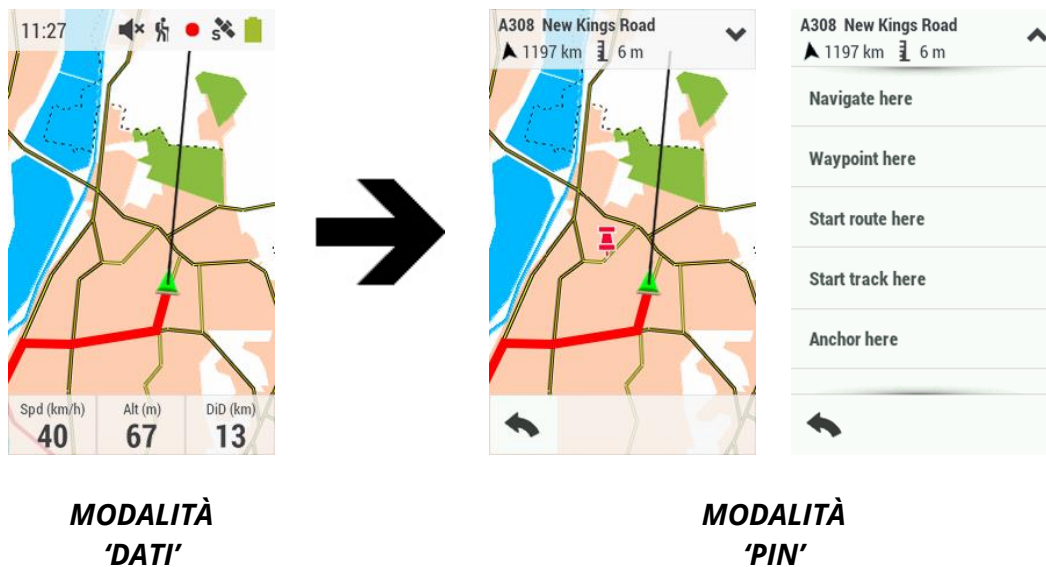 11:27
S
Spd (km/h)
Alt (m)
DiD (km)
40
67
13
A308 New Kings Road
1197 km 6 m
A308 New Kings Road
1197 km 6 m
Navigate here
Waypoint here
Start route here
Start track here
Anchor here
MODALITÀ
‘DATI’
MODALITÀ
‘PIN’